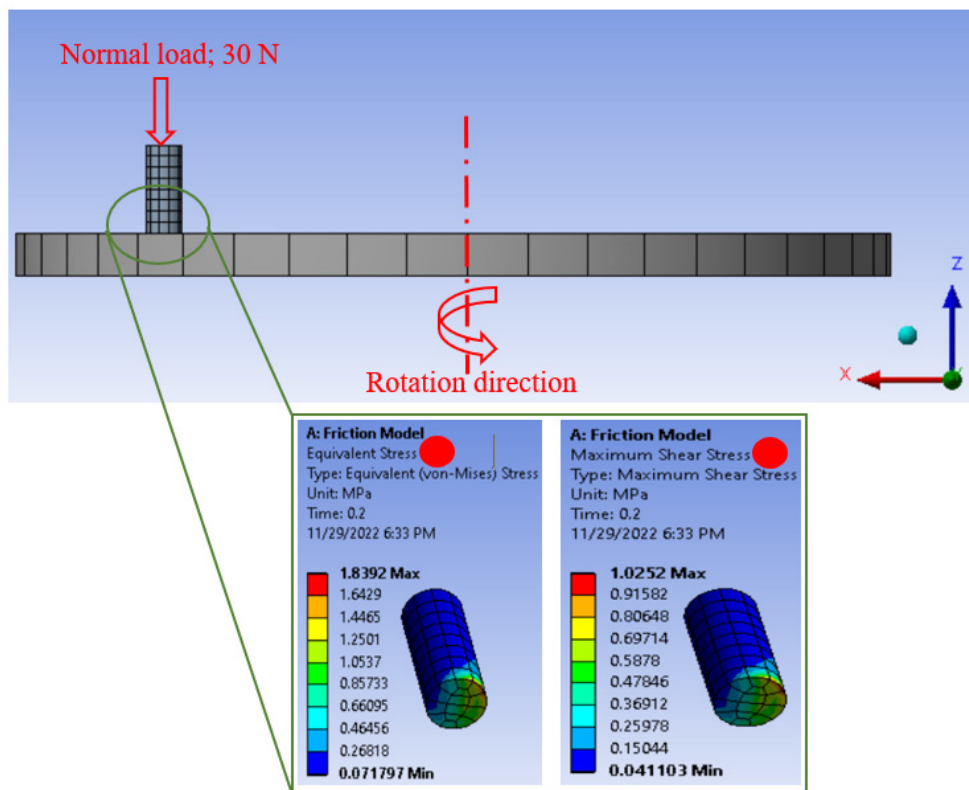 Normal load; 30 N
Z
X
Rotation direction
A: Friction Model
Equivalent Stress
Type: Equivalent (von-Mises) Stress
Unit: MPa
Time: 0.2
11/29/2022 6:33 PM
1.8392 Max
1.6429
1.4465
1.2501
1.0537
0.85733
0.66095
0.46456
0.26818
0.071797 Min
A: Friction Model
Maximum Shear Stress
Type: Maximum Shear Stress
Unit: MPa
Time: 0.2
11/29/2022 6:33 PM
1.0252 Max
0.91582
0.80648
0.69714
0.5878
0.47846
0.36912
0.25978
0.15044
0.041103 Min